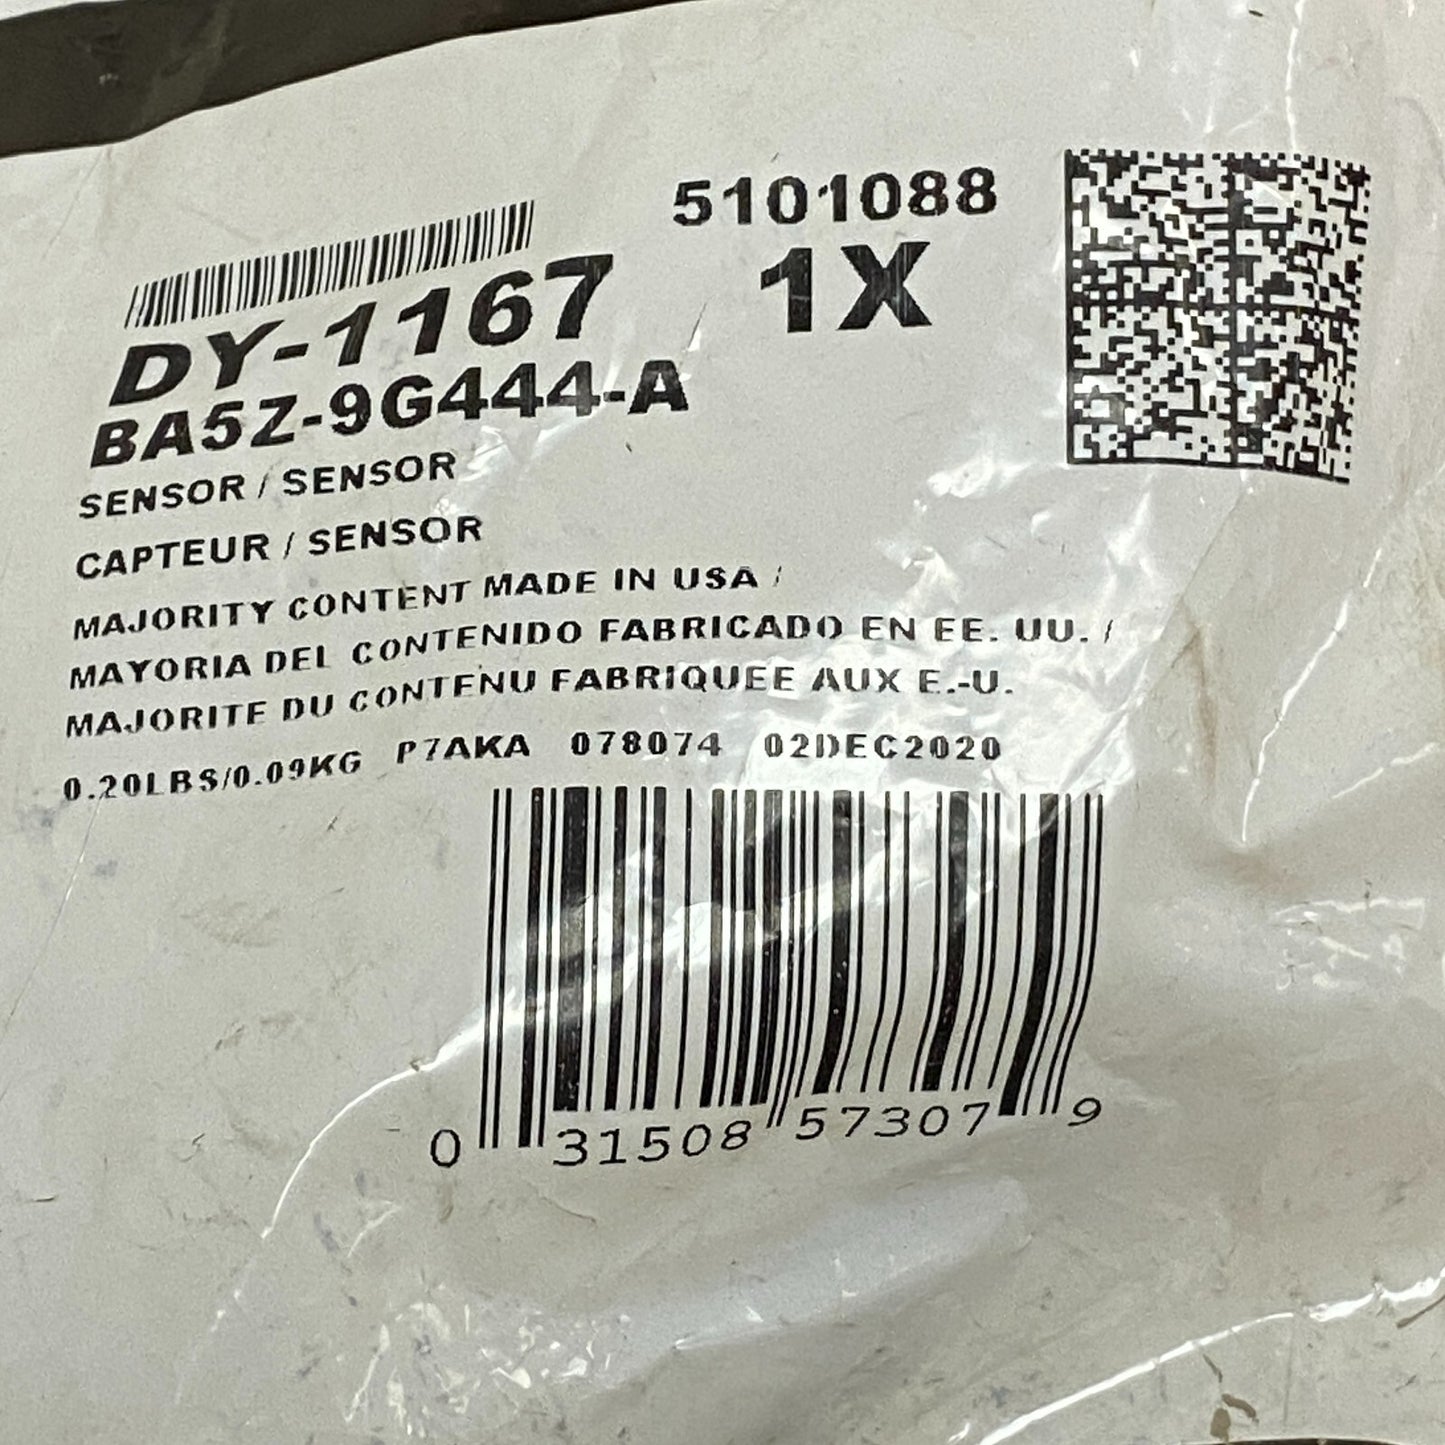 5101088
DY-1167 1X
BA5Z-9G444-A
SENSOR / SENSOR
CAPTEUR / SENSOR
MAJORITY CONTENT MADE IN USA /
MAYORIA DEL CONTENIDO FABRICADO EN EE. UU. /
MAJORITE DU CONTENU FABRIQUEE AUX E.-U.
0.20LBS/0.09KG P7AKA 078074 02DEC2020
0 31508 57307 9